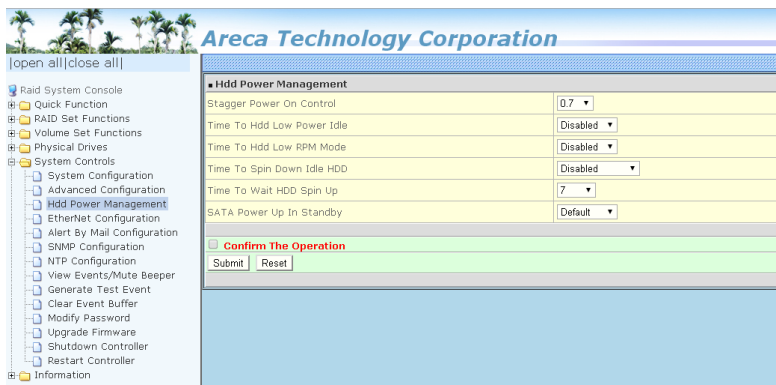 Areca Technology Corporation
|open all|close all|
Raid System Console
Quick Function
RAID Set Functions
Volume Set Functions
Physical Drives
System Controls
System Configuration
Advanced Configuration
Hdd Power Management
EtherNet Configuration
Alert By Mail Configuration
SNMP Configuration
NTP Configuration
View Events/Mute Beeper
Generate Test Event
Clear Event Buffer
Modify Password
Upgrade Firmware
Shutdown Controller
Restart Controller
Information
Hdd Power Management
Stagger Power On Control 0.7
Time To Hdd Low Power Idle Disabled
Time To Hdd Low RPM Mode Disabled
Time To Spin Down Idle HDD Disabled
Time To Wait HDD Spin Up 7
SATA Power Up In Standby Default
Confirm The Operation
Submit Reset